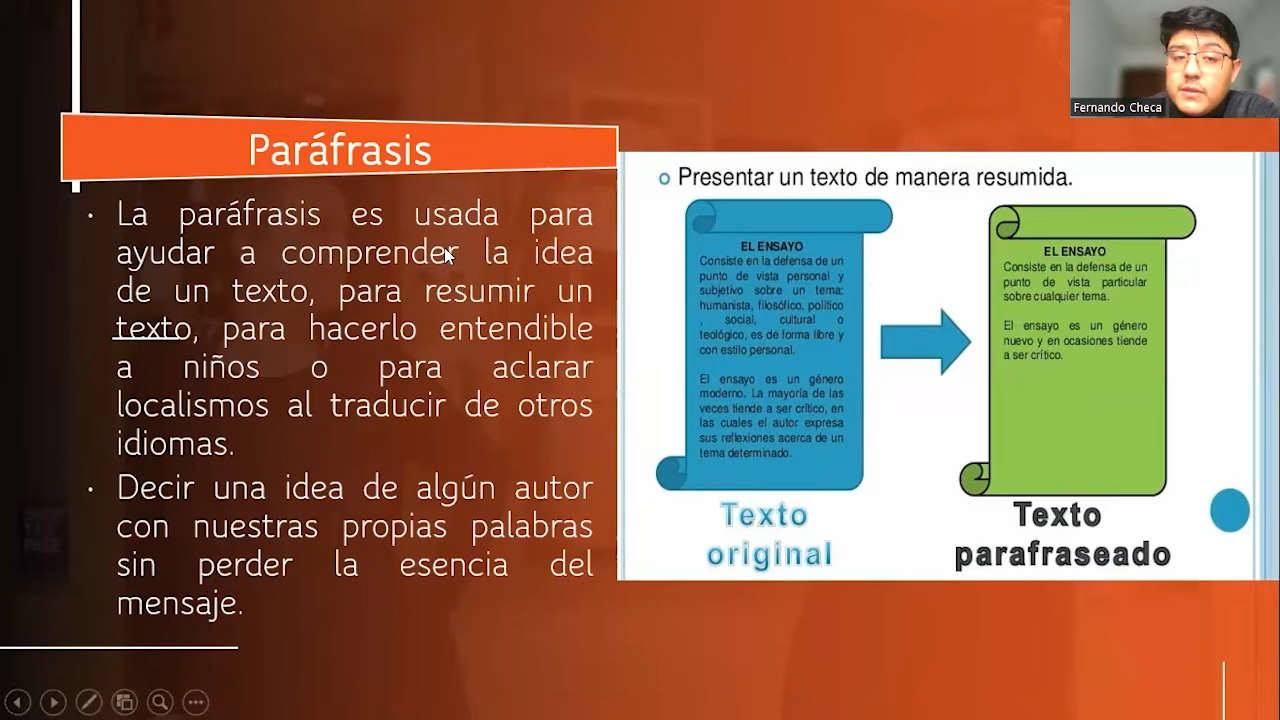 Fernando Checa
Paráfrasis
• La paráfrasis es usada para
ayudar a comprender la idea
de un texto, para resumir un
texto, para hacerlo entendible
a niños o para aclarar
localismos al traducir de otros
idiomas.
• Decir una idea de algún autor
con nuestras propias palabras
sin perder la esencia del
mensaje.
Presentar un texto de manera resumida.
EL ENSAYO
Consiste en la defensa de un
punto de vista personal y
subjetivo sobre un tema:
humanista, filosófico, político
, social, cultural o
teológico, es de forma libre y
con estilo personal.
El ensayo es un género
moderno. La mayoría de las
veces tiende a ser crítico, en
las cuales el autor expresa
sus reflexiones acerca de un
tema determinado.
Texto
original
EL ENSAYO
Consiste en la defensa de un
punto de vista particular
sobre cualquier tema.
El ensayo es un género
nuevo y en ocasiones tiende
a ser crítico.
Texto
parafraseado